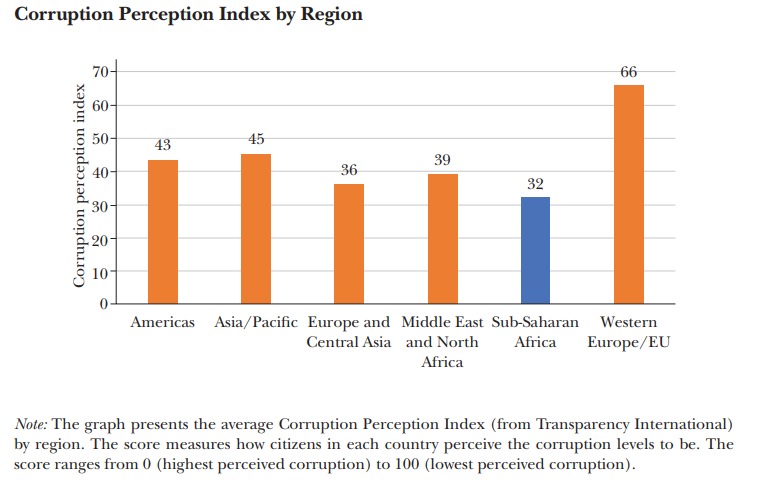 Corruption Perception Index by Region
Corruption perception index
70
60
50
40
30
20
10
0
43
45
36
39
32
66
Americas
Asia/Pacific
Europe and
Central Asia
Middle East
and North
Africa
Sub-Saharan
Africa
Western
Europe/EU
Note: The graph presents the average Corruption Perception Index (from Transparency International)
by region. The score measures how citizens in each country perceive the corruption levels to be. The
score ranges from 0 (highest perceived corruption) to 100 (lowest perceived corruption).